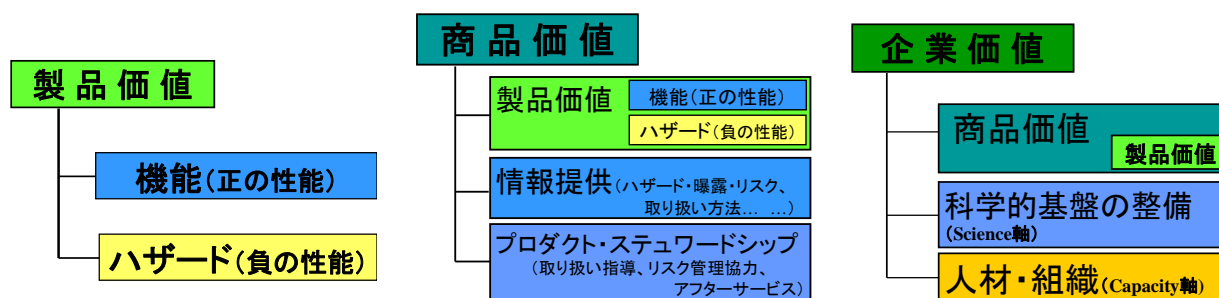 製品価値
機能(正の性能)
ハザード(負の性能)
商品価値
製品価値
機能(正の性能)
ハザード(負の性能)
情報提供(ハザード・曝露・リスク、
取り扱い方法… …)
プロダクト・ステュワードシップ
(取り扱い指導、リスク管理協力、
アフターサービス)
企業価値
商品価値
製品価値
科学的基盤の整備
(Science軸)
人材・組織(Capacity軸)